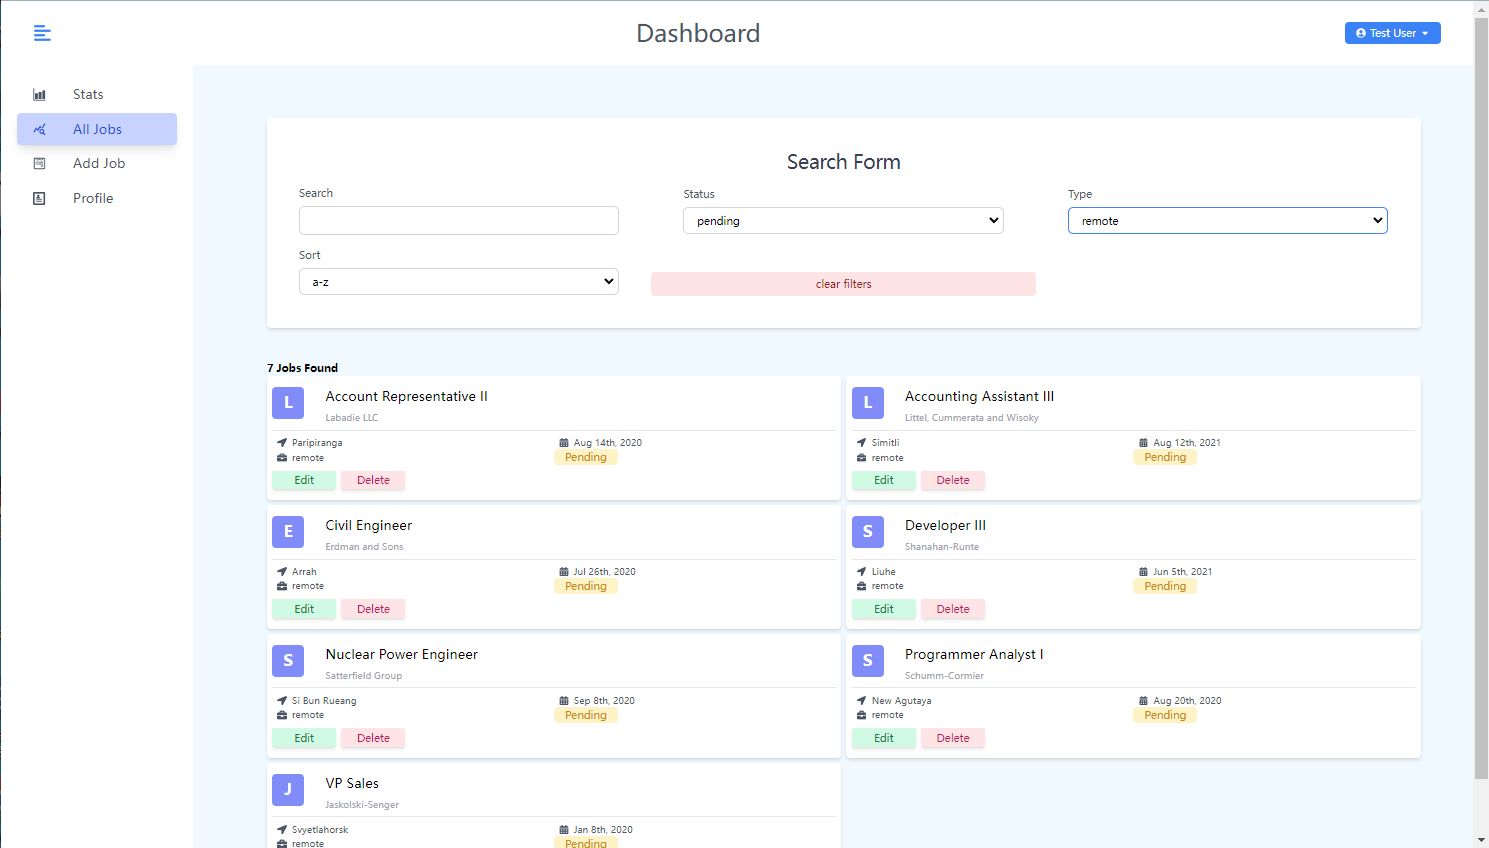 Dashboard
Test User
Stats
All Jobs
Add Job
Profile
Search Form
Search
Status
Type
pending
remote
Sort
a-z
clear filters
7 Jobs Found
L
Account Representative II
Labadie LLC
Paripiranga
Aug 14th, 2020
remote
Pending
Edit
Delete
L
Accounting Assistant III
Littel, Cummerata and Wisoky
Simitli
Aug 12th, 2021
remote
Pending
Edit
Delete
E
Civil Engineer
Erdman and Sons
Arrah
Jul 26th, 2020
remote
Pending
Edit
Delete
S
Developer III
Shanahan-Runte
Liuhe
Jun 5th, 2021
remote
Pending
Edit
Delete
S
Nuclear Power Engineer
Satterfield Group
Si Bun Rueang
Sep 8th, 2020
remote
Pending
Edit
Delete
S
Programmer Analyst I
Schumm-Cormier
New Agutaya
Aug 20th, 2020
remote
Pending
Edit
Delete
J
VP Sales
Jaskolski-Senger
Svyetlahorsk
Jan 8th, 2020
remote
Pending